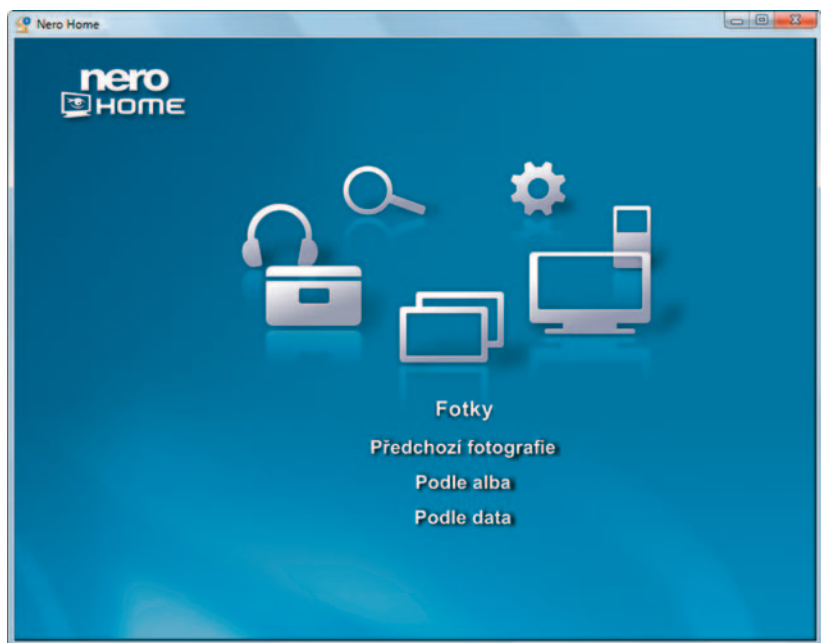 Nero Home
nero
HOME
Fotky
Předchozí fotografie
Podle alba
Podle data